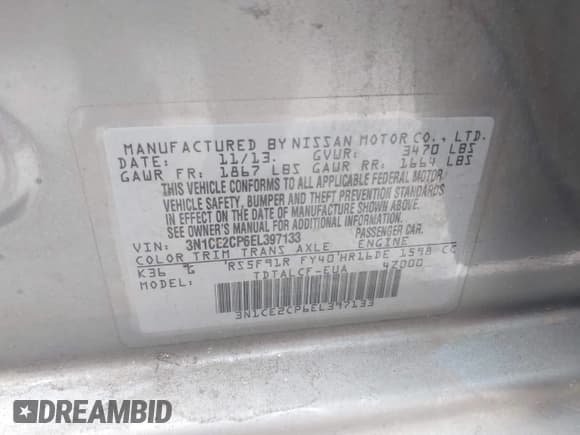 MANUFACTURED BY NISSAN MOTOR CO., LTD.
DATE: 11/13. GVWR: 3470 LBS
GAWR FR: 1867 LBS GAWR RR: 1664 LBS
THIS VEHICLE CONFORMS TO ALL APPLICABLE FEDERAL MOTOR
VEHICLE SAFETY, BUMPER AND THEFT PREVENTION STANDARDS
IN EFFECT ON THE DATE OF MANUFACTURE SHOWN ABOVE.
SEE OWNER'S MANUAL FOR ADDITIONAL INFORMATION.
VIN: 3N1CE2CP6EL397133 PASSENGER CAR.
COLOR TRIM TRANS AXLE ENGINE
K36 RS5F91R FY40 HR16DE 1598 CC
MODEL: TDTALCF-EUA 4Z000
3N1CE2CP6EL397133
DREAMBID